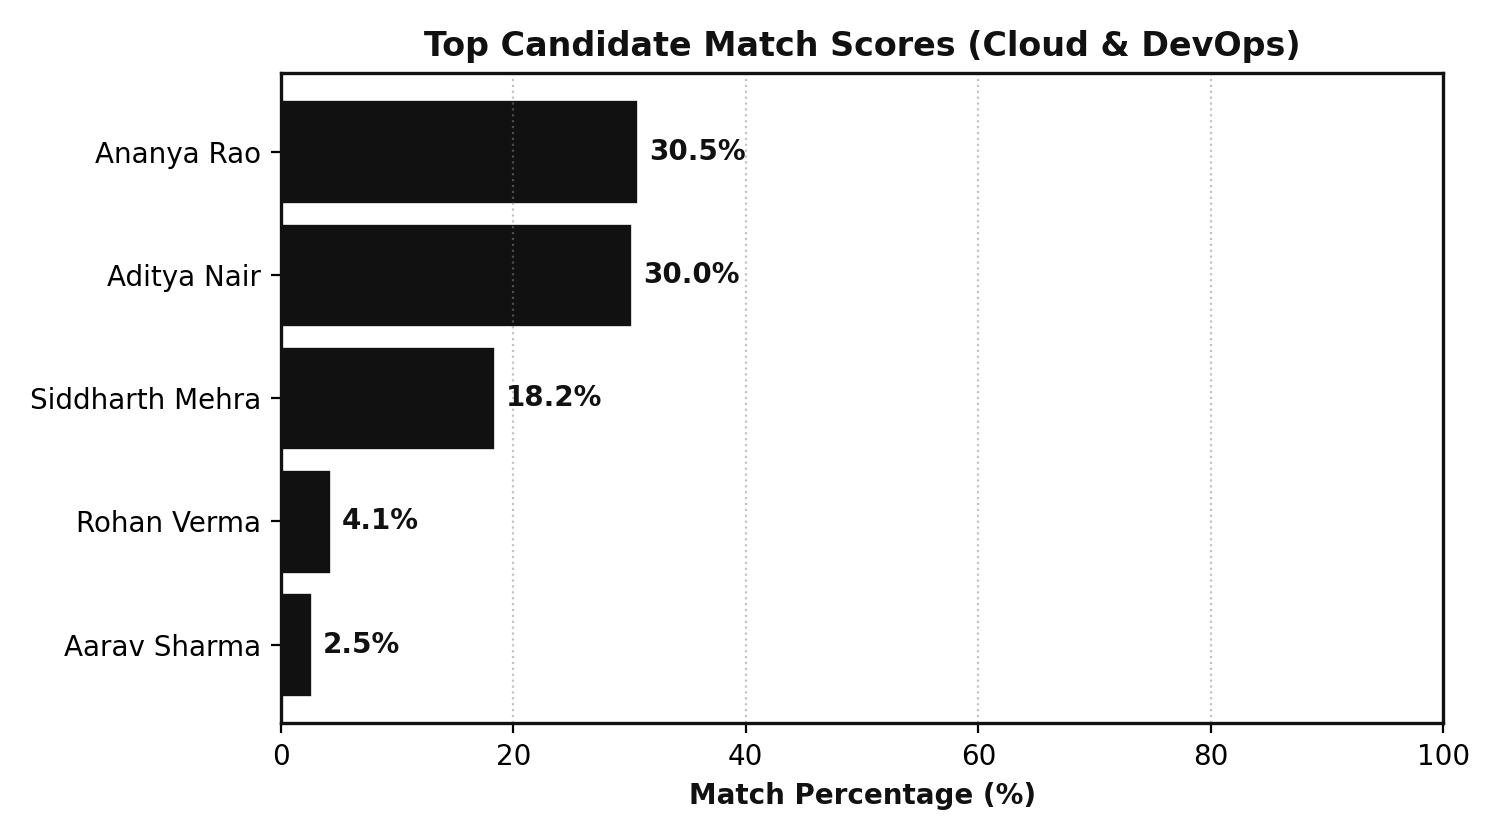 Top Candidate Match Scores (Cloud & DevOps)
Ananya Rao 30.5%
Aditya Nair 30.0%
Siddharth Mehra 18.2%
Rohan Verma 4.1%
Aarav Sharma 2.5%
0 20 40 60 80 100
Match Percentage (%)